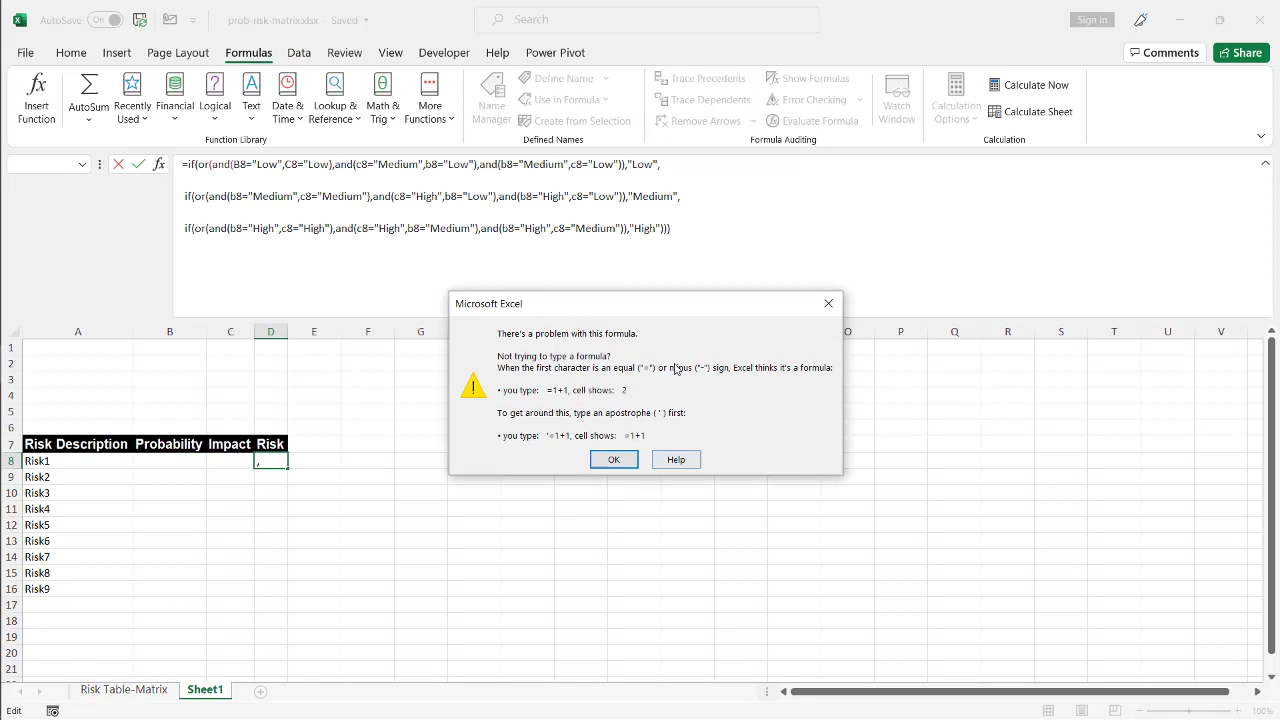 AutoSave Off prob-risk-matrix.xlsx • Saved Search Sign in
File Home Insert Page Layout Formulas Data Review View Developer Help Power Pivot Comments Share
Insert Function
AutoSum
Recently Used
Financial
Logical
Text
Date & Time
Lookup & Reference
Math & Trig
More Functions
Function Library
Name Manager
Define Name
Use in Formula
Create from Selection
Defined Names
Trace Precedents
Trace Dependents
Remove Arrows
Show Formulas
Error Checking
Evaluate Formula
Formula Auditing
Watch Window
Calculation Options
Calculate Now
Calculate Sheet
Calculation
fx =if(or(and(B8="Low",C8="Low),and(c8="Medium",b8="Low"),and(b8="Medium",c8="Low")),"Low",
if(or(and(b8="Medium",c8="Medium"),and(c8="High",b8="Low"),and(b8="High",c8="Low")),"Medium",
if(or(and(b8="High",c8="High"),and(c8="High",b8="Medium"),and(b8="High",c8="Medium")),"High")))
Microsoft Excel
There's a problem with this formula.
Not trying to type a formula?
When the first character is an equal ("=") or minus ("-") sign, Excel thinks it's a formula:
• you type: =1+1, cell shows: 2
To get around this, type an apostrophe ( ' ) first:
• you type: '=1+1, cell shows: =1+1
OK Help
A B C D E F G O P Q R S T U V
1
2
3
4
5
6
7 Risk Description Probability Impact Risk
8 Risk1 ,
9 Risk2
10 Risk3
11 Risk4
12 Risk5
13 Risk6
14 Risk7
15 Risk8
16 Risk9
17
18
19
20
21
Risk Table-Matrix Sheet1
Edit 100%